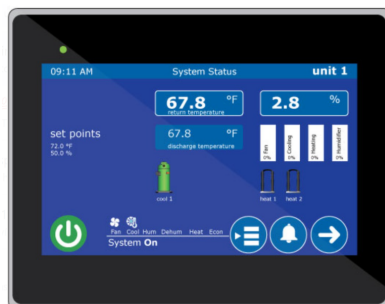 09:11 AM System Status unit 1
67.8 °F 2.8 %
return temperature
set points 67.8 °F
discharge temperature
72.0 °F
50.0 %
Fan Cooling Heating Humidifier
cool 1 heat 1 heat 2
Fan Cool Hum Dehum Heat Econ
System On